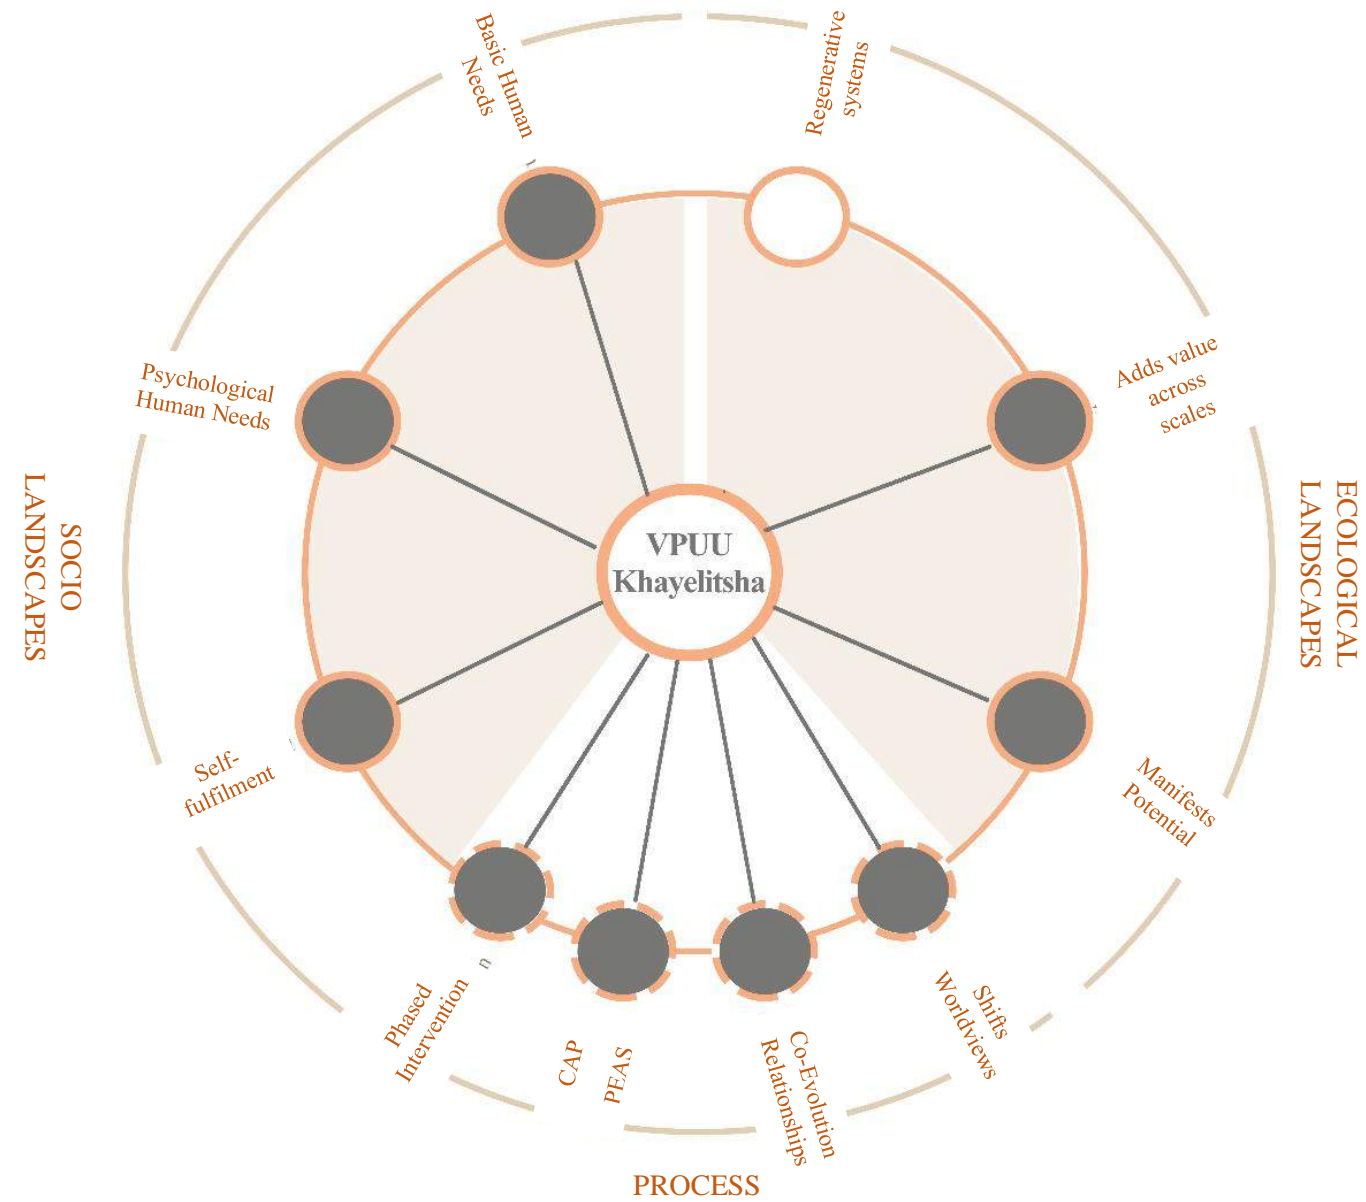 Basic Human
Needs
Regenerative
systems
Psychological
Human Needs
Adds value
across
scales
SOCIO
LANDSCAPES
ECOLOGICAL
LANDSCAPES
VPUU
Khayelitsha
Self-
fulfilment
Manifests
Potential
Phased
Intervention
n
CAP
PEAS
Co-Evolution
Relationships
Shifts
Worldviews
PROCESS